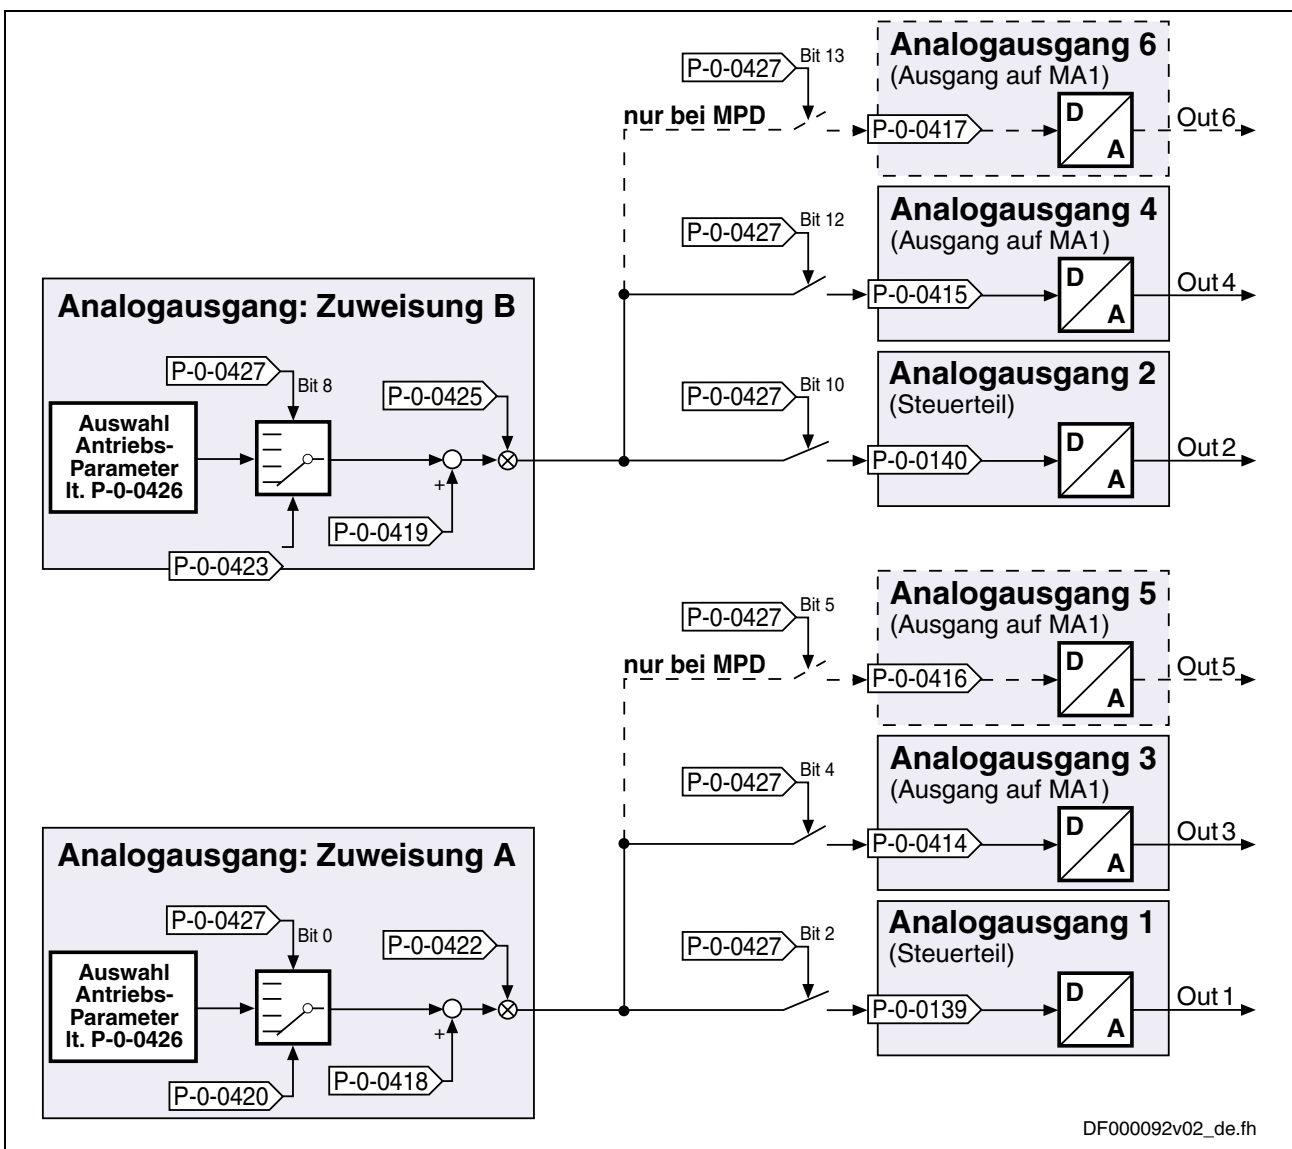 P-0-0427
Bit 13
nur bei MPD
Analogausgang 6
(Ausgang auf MA1)
P-0-0417
D
A
Out 6
P-0-0427
Bit 12
Analogausgang 4
(Ausgang auf MA1)
P-0-0415
D
A
Out 4
Analogausgang: Zuweisung B
P-0-0427
Bit 8
P-0-0425
Auswahl
Antriebs-
Parameter
lt. P-0-0426
+
P-0-0419
P-0-0423
P-0-0427
Bit 10
Analogausgang 2
(Steuerteil)
P-0-0140
D
A
Out 2
P-0-0427
Bit 5
nur bei MPD
Analogausgang 5
(Ausgang auf MA1)
P-0-0416
D
A
Out 5
P-0-0427
Bit 4
Analogausgang 3
(Ausgang auf MA1)
P-0-0414
D
A
Out 3
Analogausgang: Zuweisung A
P-0-0427
Bit 0
P-0-0422
Auswahl
Antriebs-
Parameter
lt. P-0-0426
+
P-0-0418
P-0-0420
P-0-0427
Bit 2
Analogausgang 1
(Steuerteil)
P-0-0139
D
A
Out 1
DF000092v02_de.fh